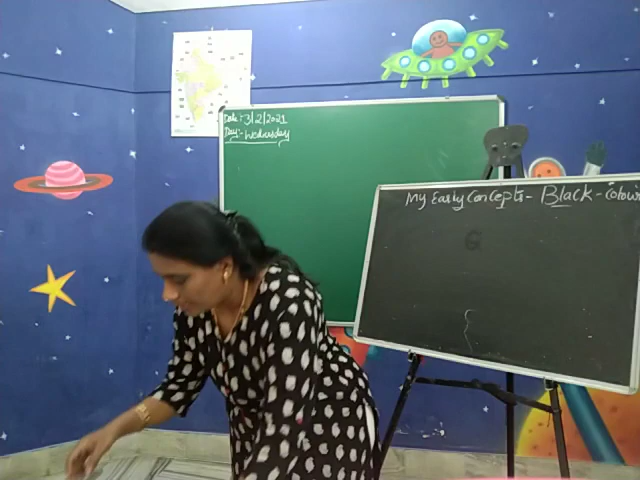 Date:- 3/2/2021
Day:- Wednesday
My Early Concepts - Black - Colour